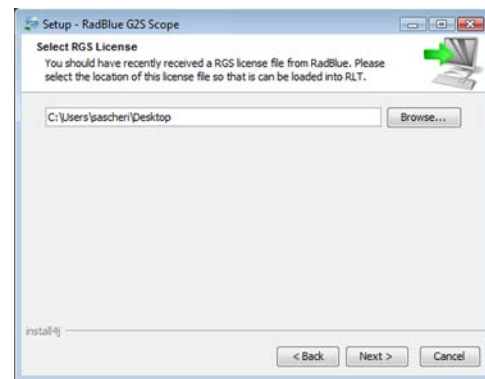 Setup - RadBlue G2S Scope
Select RGS License
You should have recently received a RGS license file from RadBlue. Please
select the location of this license file so that is can be loaded into RLT.
C:\Users\sascheri\Desktop
Browse...
install4j
< Back
Next >
Cancel